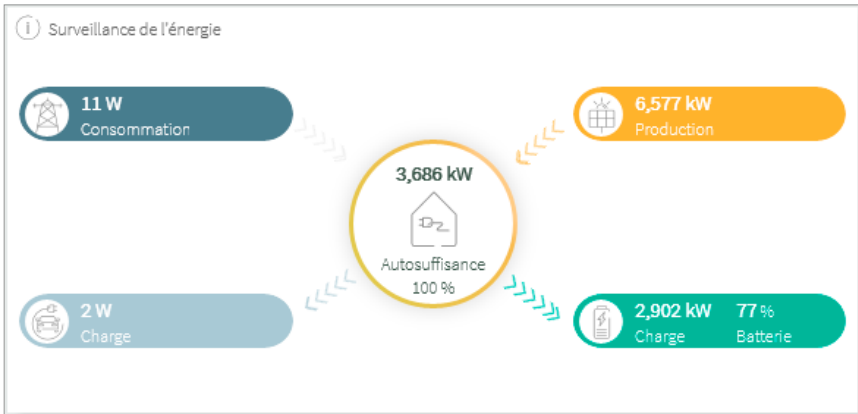 Surveillance de l'énergie
11 W
Consommation
6,577 kW
Production
3,686 kW
Autosuffisance
100 %
2 W
Charge
2,902 kW 77 %
Charge Batterie